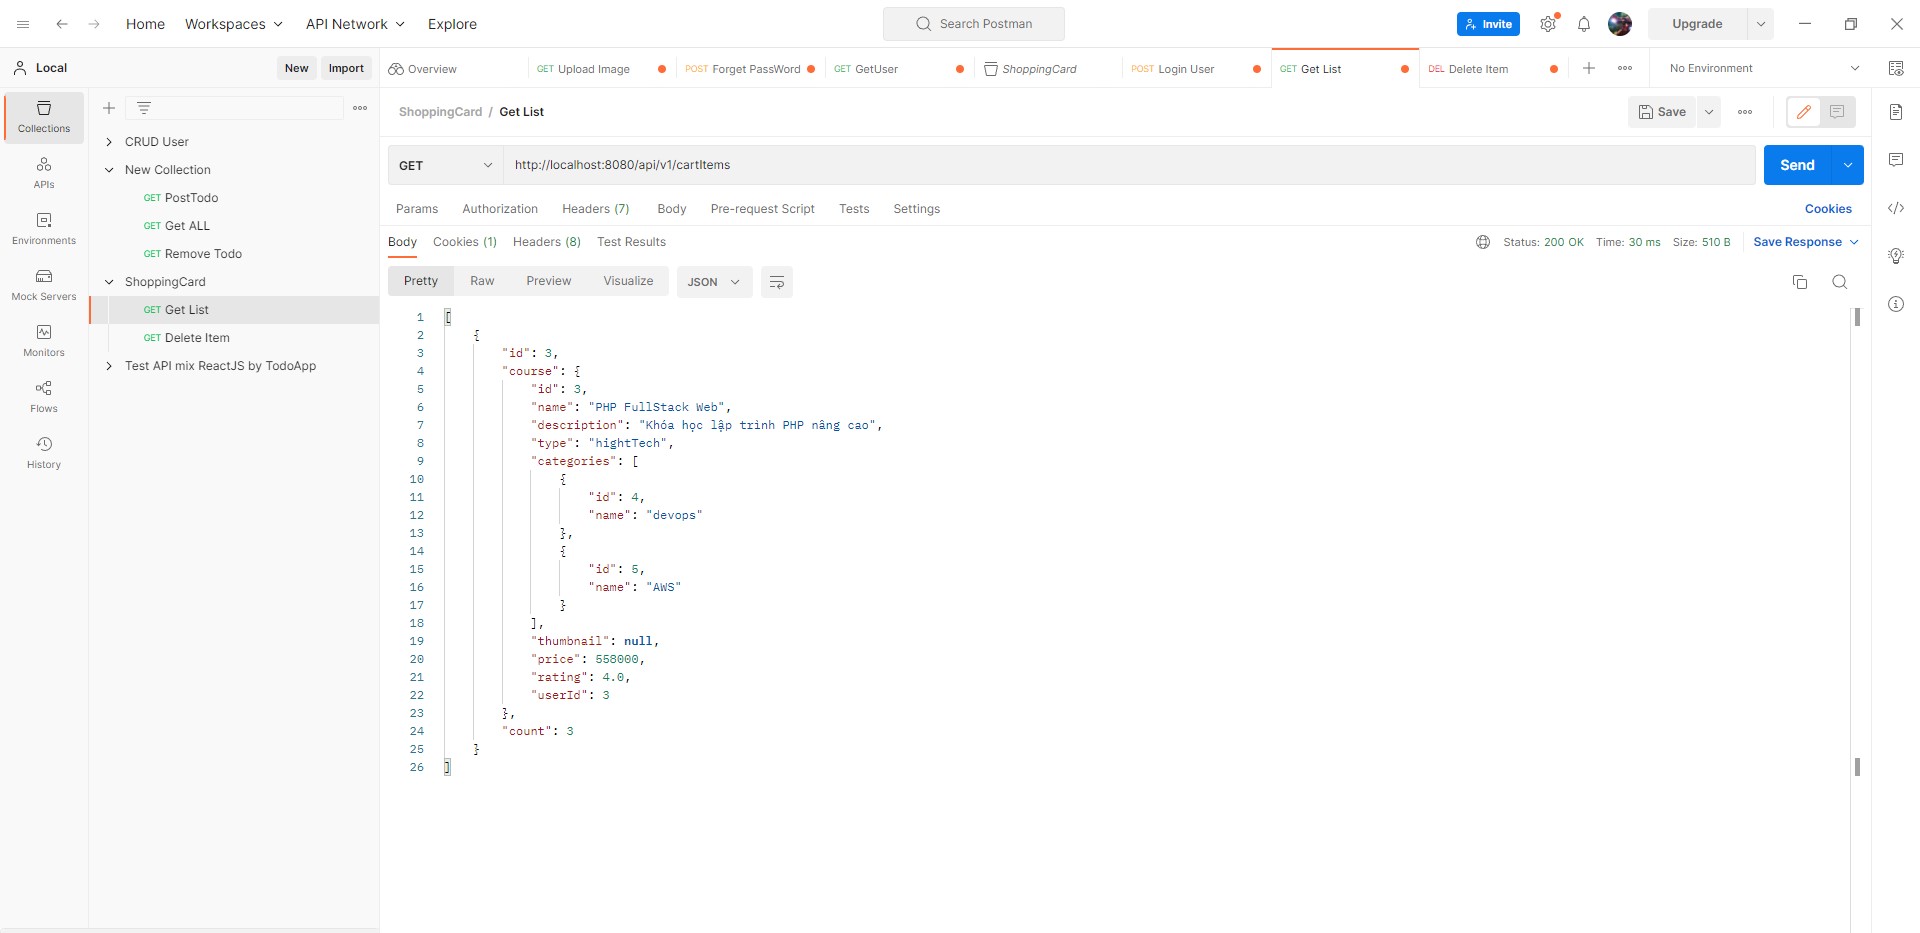 Home Workspaces API Network Explore Search Postman Invite Upgrade
Local New Import Overview GET Upload Image POST Forget PassWord GET GetUser ShoppingCard POST Login User GET Get List DEL Delete Item No Environment
Collections
APIs
Environments
Mock Servers
Monitors
Flows
History
CRUD User
New Collection
GET PostTodo
GET Get ALL
GET Remove Todo
ShoppingCard
GET Get List
GET Delete Item
Test API mix ReactJS by TodoApp
ShoppingCard / Get List Save
GET http://localhost:8080/api/v1/cartItems Send
Params Authorization Headers (7) Body Pre-request Script Tests Settings Cookies
Body Cookies (1) Headers (8) Test Results Status: 200 OK Time: 30 ms Size: 510 B Save Response
Pretty Raw Preview Visualize JSON
1 [
2 {
3 "id": 3,
4 "course": {
5 "id": 3,
6 "name": "PHP FullStack Web",
7 "description": "Khóa học lập trình PHP nâng cao",
8 "type": "hightTech",
9 "categories": [
10 {
11 "id": 4,
12 "name": "devops"
13 },
14 {
15 "id": 5,
16 "name": "AWS"
17 }
18 ],
19 "thumbnail": null,
20 "price": 558000,
21 "rating": 4.0,
22 "userId": 3
23 },
24 "count": 3
25 }
26 ]